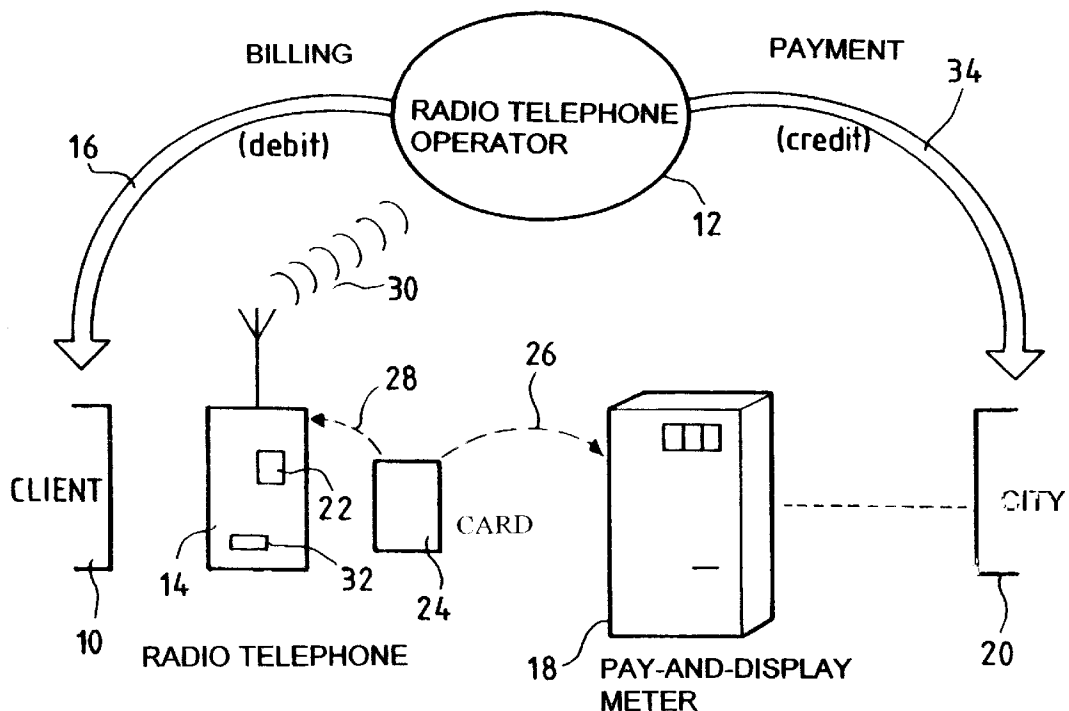 BILLING
PAYMENT
34
RADIO TELEPHONE
OPERATOR
(debit)
(credit)
16
12
30
28
26
CLIENT
22
CARD
CITY
14
32
24
10
18
20
RADIO TELEPHONE
PAY-AND-DISPLAY
METER